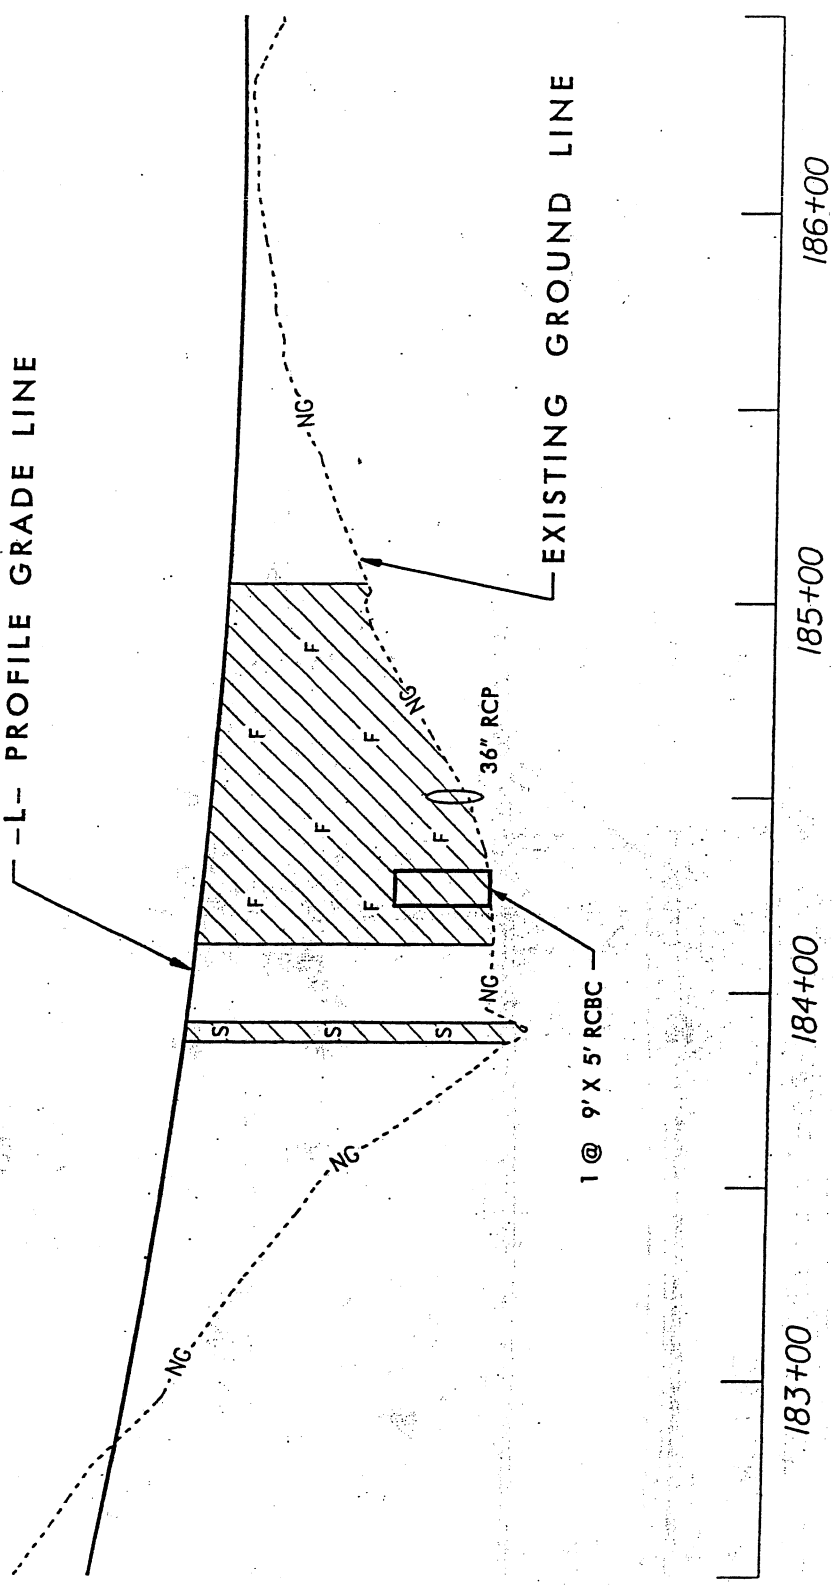 -L- PROFILE GRADE LINE
NG
NG
NG
NG
NG
S
S
S
F
F
F
F
F
F
F
36" RCP
1 @ 9' X 5' RCBC
EXISTING GROUND LINE
183+00
184+00
185+00
186+00